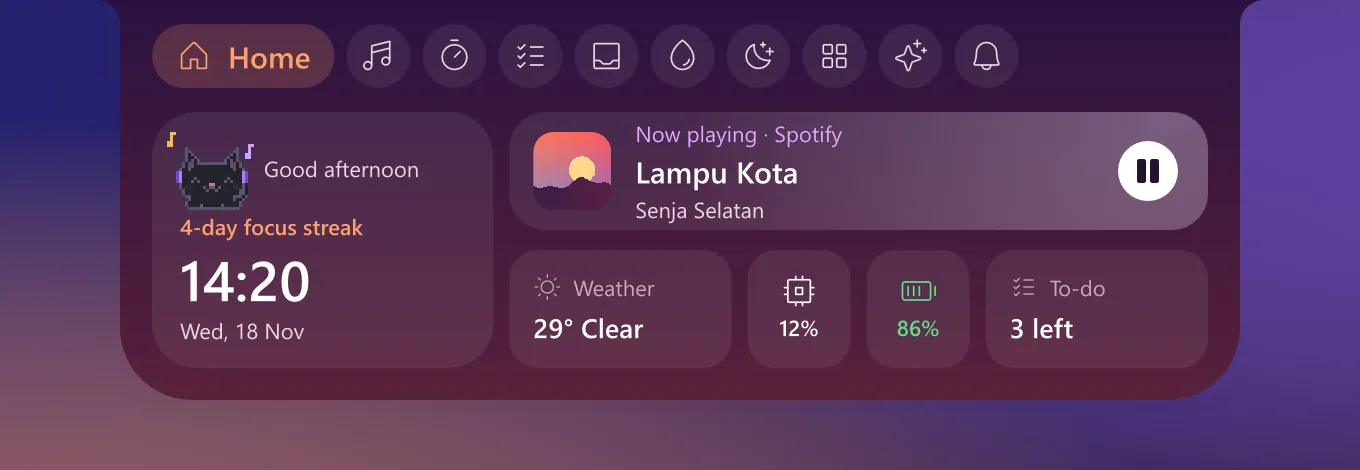 Home
Good afternoon
4-day focus streak
14:20
Wed, 18 Nov
Now playing · Spotify
Lampu Kota
Senja Selatan
Weather
29° Clear
12%
86%
To-do
3 left